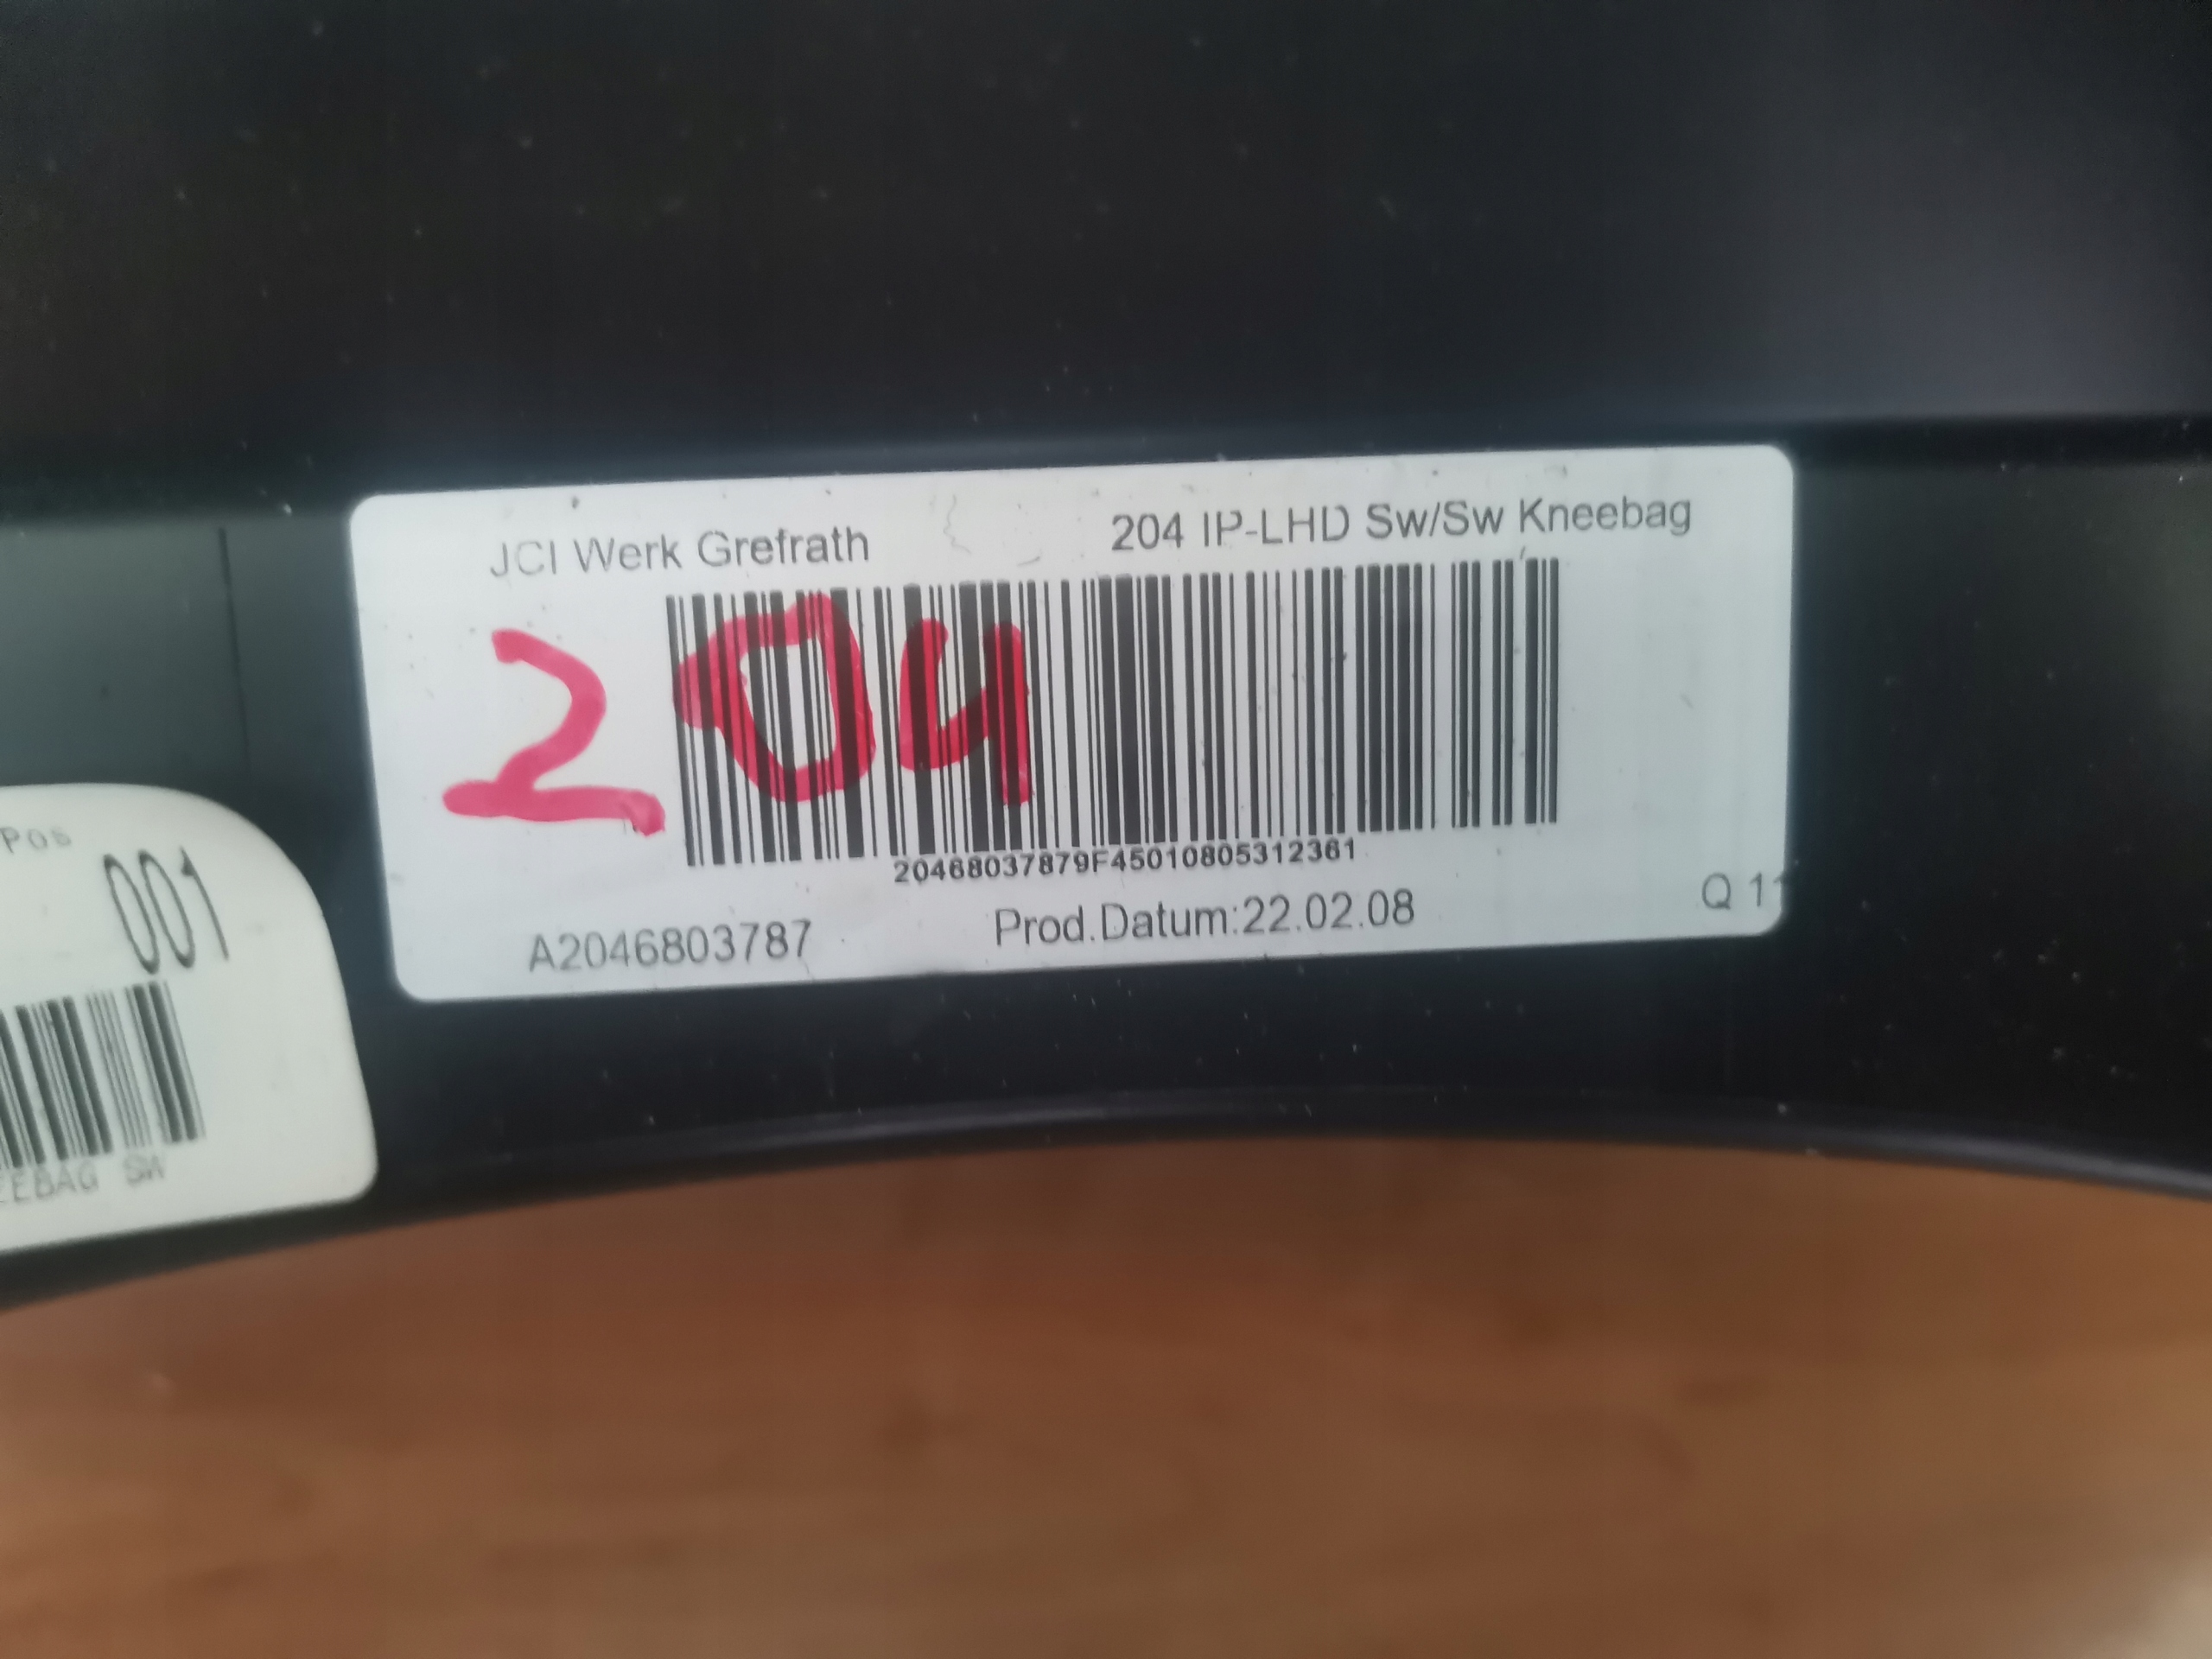 JCI Werk Grefrath
204 IP-LHD Sw/Sw Kneebag
204
20468037879F45010805312361
A2046803787
Prod.Datum:22.02.08
Q 11
Pos
001
EEBAG SW